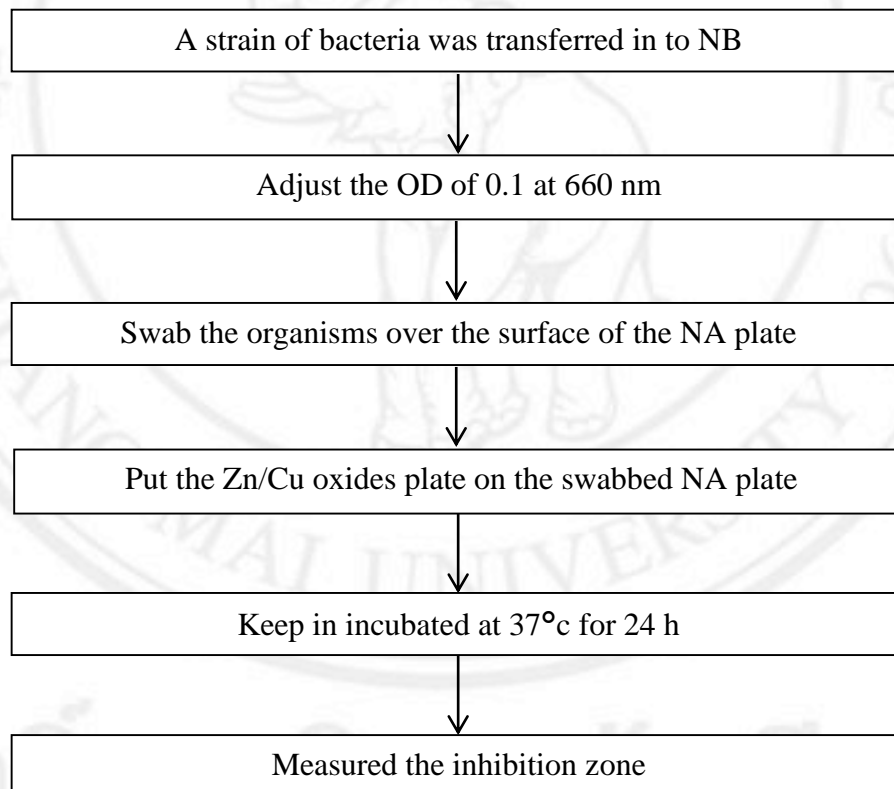 A strain of bacteria was transferred in to NB
Adjust the OD of 0.1 at 660 nm
Swab the organisms over the surface of the NA plate
Put the Zn/Cu oxides plate on the swabbed NA plate
Keep in incubated at 37°c for 24 h
Measured the inhibition zone
MAI UNIVERSITY